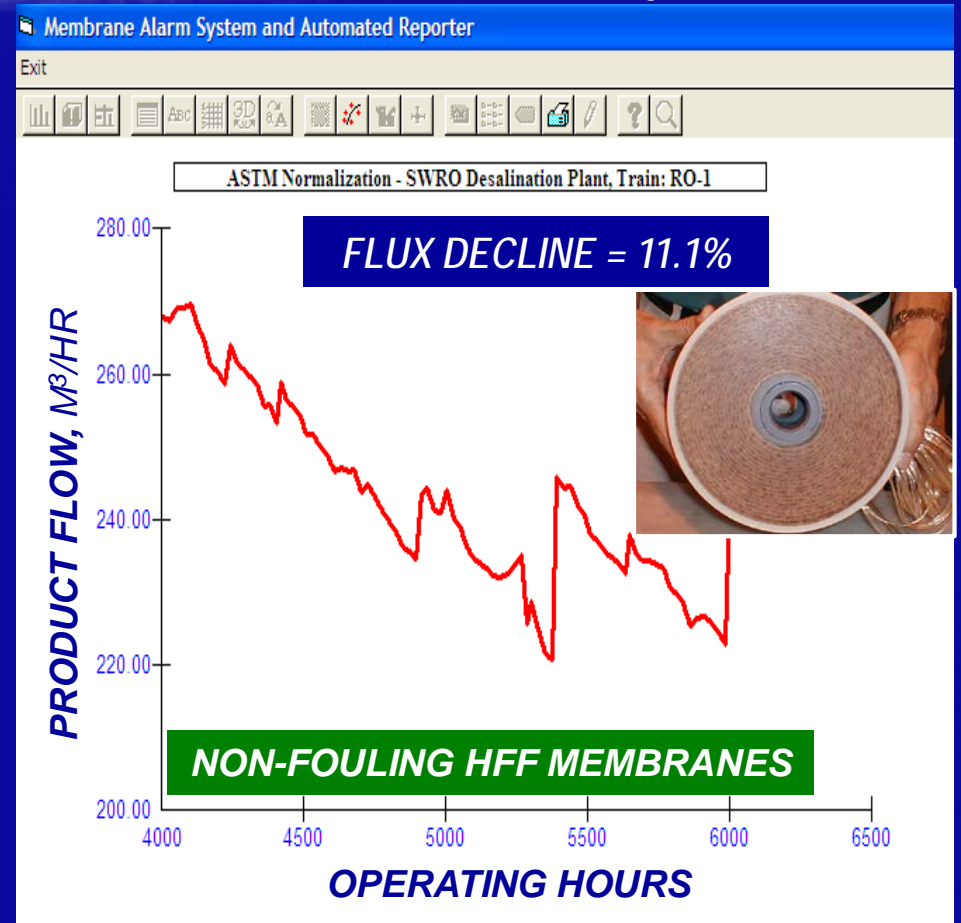 Membrane Alarm System and Automated Reporter
Exit
ABC
3D
ASTM Normalization - SWRO Desalination Plant, Train: RO-1
280.00
FLUX DECLINE = 11.1%
260.00
240.00
220.00
200.00
PRODUCT FLOW, M³/HR
NON-FOULING HFF MEMBRANES
4000 4500 5000 5500 6000 6500
OPERATING HOURS